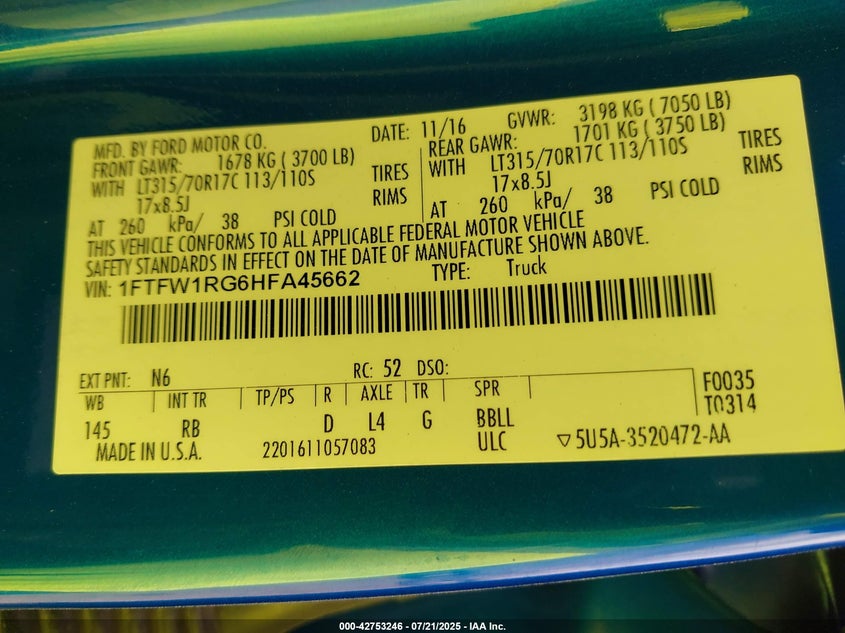 MFD. BY FORD MOTOR CO.
DATE: 11/16 GVWR: 3198 KG ( 7050 LB)
FRONT GAWR: 1678 KG ( 3700 LB)
WITH LT315/70R17C 113/110S TIRES
17x8.5J RIMS
AT 260 kPa/ 38 PSI COLD
REAR GAWR: 1701 KG ( 3750 LB)
WITH LT315/70R17C 113/110S TIRES
17x8.5J RIMS
AT 260 kPa/ 38 PSI COLD
THIS VEHICLE CONFORMS TO ALL APPLICABLE FEDERAL MOTOR VEHICLE
SAFETY STANDARDS IN EFFECT ON THE DATE OF MANUFACTURE SHOWN ABOVE.
VIN: 1FTFW1RG6HFA45662 TYPE: Truck
EXT PNT: N6 RC: 52 DSO:
WB INT TR TP/PS R AXLE TR SPR F0035
T0314
145 RB D L4 G BBLL
MADE IN U.S.A. 2201611057083 ULC ▽5U5A-3520472-AA
000-42753246 - 07/21/2025 - IAA Inc.